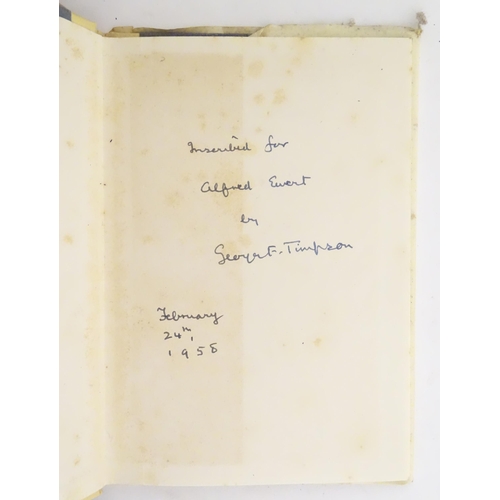 Inscribed for
Alfred Ewert
by
George F. Timpson
February
24th,
1958